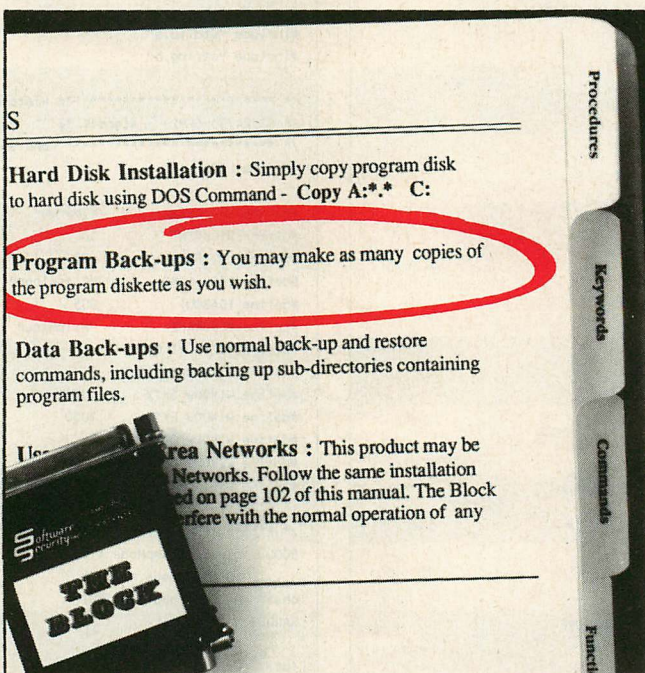 S
Hard Disk Installation : Simply copy program disk
to hard disk using DOS Command - Copy A:*.* C:
Program Back-ups : You may make as many copies of
the program diskette as you wish.
Data Back-ups : Use normal back-up and restore
commands, including backing up sub-directories containing
program files.
Networks : This product may be
Networks. Follow the same installation
on page 102 of this manual. The Block
with the normal operation of any
Software
Security
THE
BLOCK
Procedures
Keywords
Commands